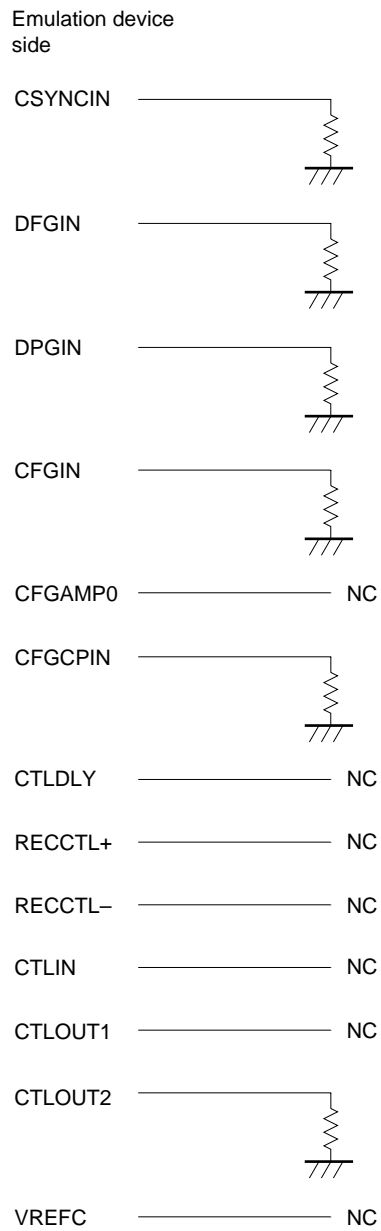 Emulation device
side
CSYNCIN
DFGIN
DPGIN
CFGIN
CFGAMP0 NC
CFGCPIN
CTLDLY NC
RECCTL+ NC
RECCTL– NC
CTLIN NC
CTLOUT1 NC
CTLOUT2
VREFC NC